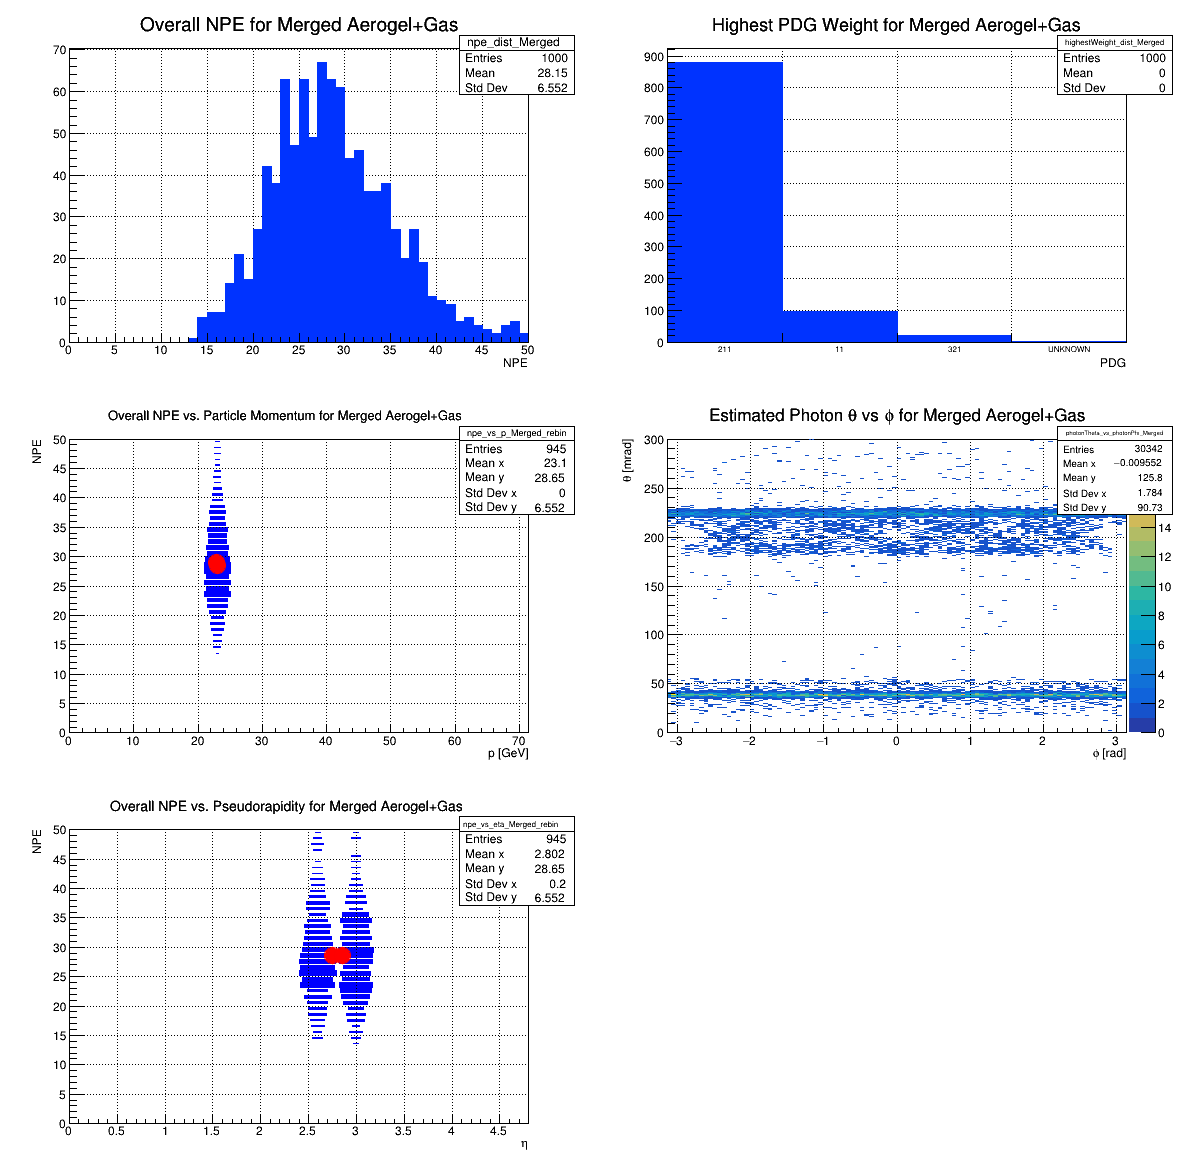 Overall NPE for Merged Aerogel+Gas
npe_dist_Merged
Entries 1000
Mean 28.15
Std Dev 6.552
70
60
50
40
30
20
10
0
0 5 10 15 20 25 30 35 40 45 50
NPE
Highest PDG Weight for Merged Aerogel+Gas
highestWeight_dist_Merged
Entries 1000
Mean 0
Std Dev 0
900
800
700
600
500
400
300
200
100
0
211 11 321 UNKNOWN
PDG
Overall NPE vs. Particle Momentum for Merged Aerogel+Gas
npe_vs_p_Merged_rebin
Entries 945
Mean x 23.1
Mean y 28.65
Std Dev x 0
Std Dev y 6.552
NPE
50
45
40
35
30
25
20
15
10
5
0
0 10 20 30 40 50 60 70
p [GeV]
Estimated Photon θ vs ϕ for Merged Aerogel+Gas
photonTheta_vs_photonPhi_Merged
Entries 30342
Mean x −0.009552
Mean y 125.8
Std Dev x 1.784
Std Dev y 90.73
θ [mrad]
300
250
200
150
100
50
0
−3 −2 −1 0 1 2 3
ϕ [rad]
14
12
10
8
6
4
2
0
Overall NPE vs. Pseudorapidity for Merged Aerogel+Gas
npe_vs_eta_Merged_rebin
Entries 945
Mean x 2.802
Mean y 28.65
Std Dev x 0.2
Std Dev y 6.552
NPE
50
45
40
35
30
25
20
15
10
5
0
0 0.5 1 1.5 2 2.5 3 3.5 4 4.5
η